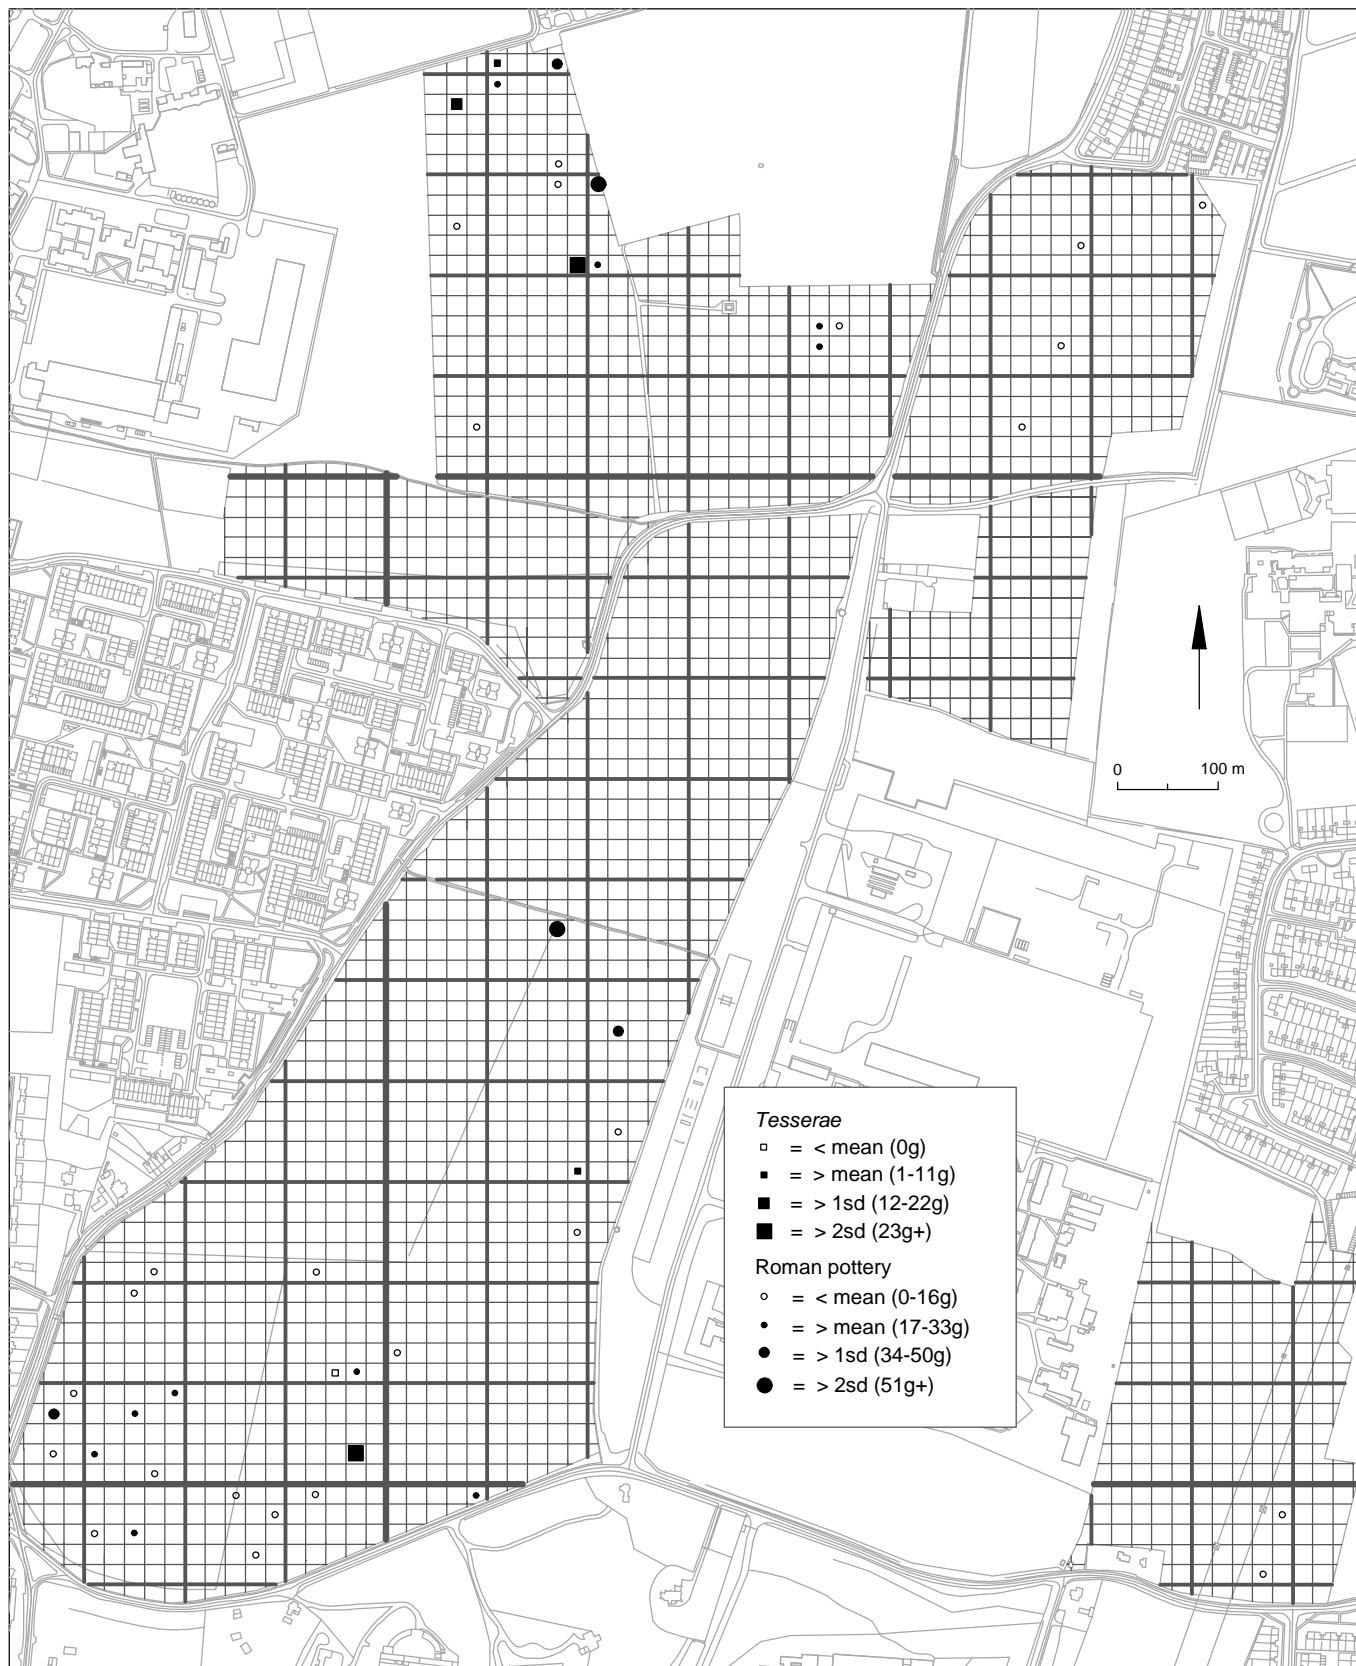 0 100 m
Tesserae
= < mean (0g)
= > mean (1-11g)
= > 1sd (12-22g)
= > 2sd (23g+)
Roman pottery
= < mean (0-16g)
= > mean (17-33g)
= > 1sd (34-50g)
= > 2sd (51g+)